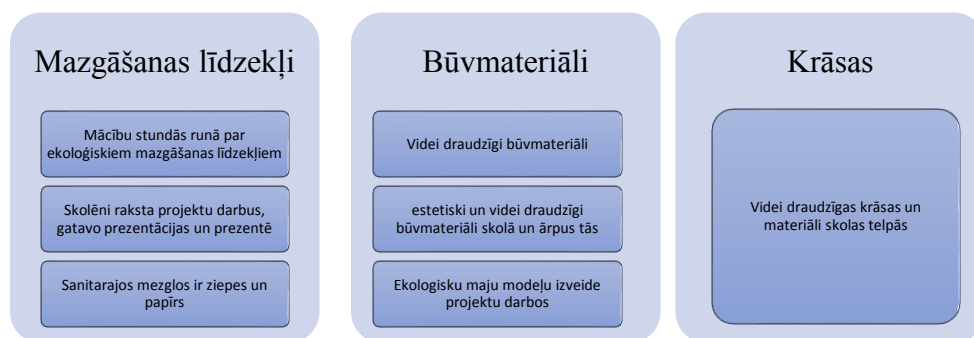 Mazgāšanas līdzekļi
Mācību stundās runā par
ekoloģiskiem mazgāšanas līdzekļiem
Skolēni raksta projektu darbus,
gatavo prezentācijas un prezentē
Sanitarajos mezglos ir ziepes un
papīrs
Būvmateriāli
Videi draudzīgi būvmateriāli
estetiski un videi draudzīgi
būvmateriāli skolā un ārpus tās
Ekologisku maju modeļu izveide
projektu darbos
Krāsas
Videi draudzīgas krāsas un
materiāli skolas telpās